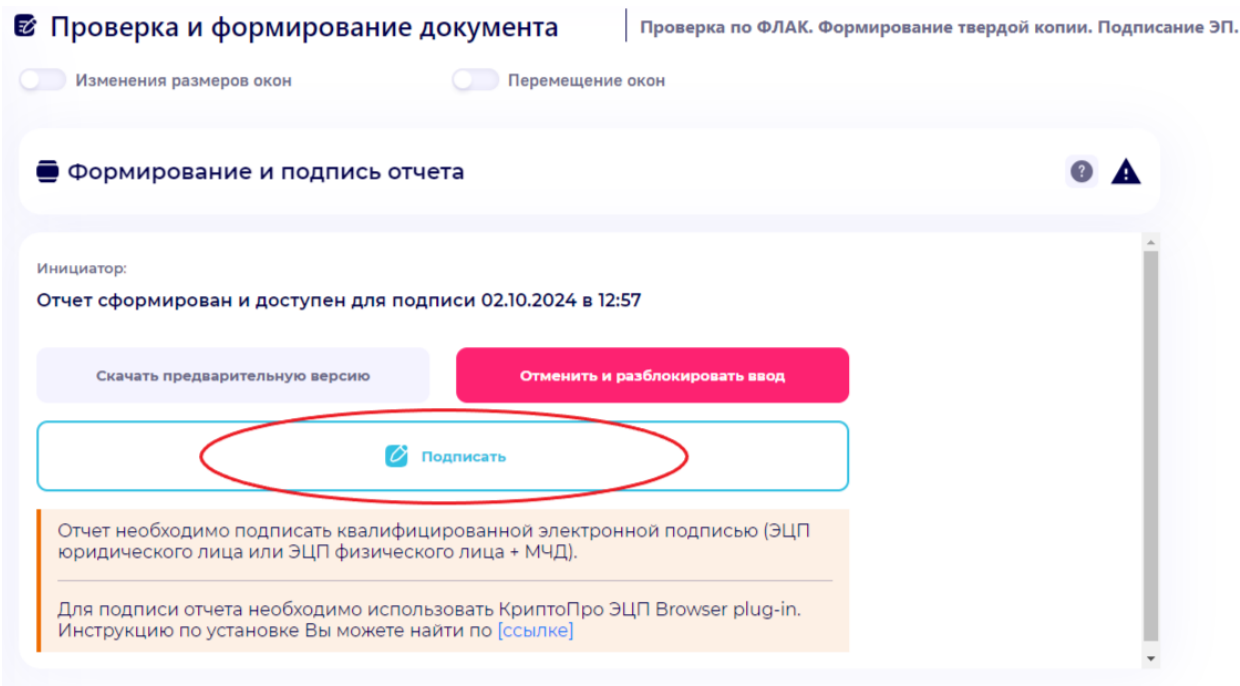 Проверка и формирование документа
Проверка по ФЛАК. Формирование твердой копии. Подписание ЭП.
Изменения размеров окон
Перемещение окон
Формирование и подпись отчета
Инициатор:
Отчет сформирован и доступен для подписи 02.10.2024 в 12:57
Скачать предварительную версию
Отменить и разблокировать ввод
Подписать
Отчет необходимо подписать квалифицированной электронной подписью (ЭЦП
юридического лица или ЭЦП физического лица + МЧД).
Для подписи отчета необходимо использовать КриптоПро ЭЦП Browser plug-in.
Инструкцию по установке Вы можете найти по [ссылке]